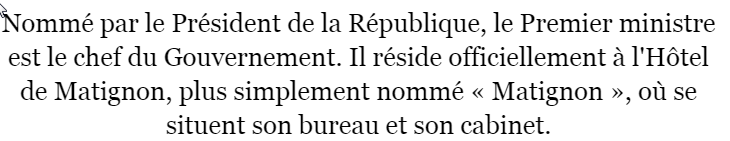 Nommé par le Président de la République, le Premier ministre
est le chef du Gouvernement. Il réside officiellement à l'Hôtel
de Matignon, plus simplement nommé « Matignon », où se
situent son bureau et son cabinet.